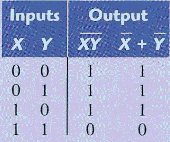 Inputs Output
X Y X̅Y̅ X̅ + Y̅
0 0 1 1
0 1 1 1
1 0 1 1
1 1 0 0